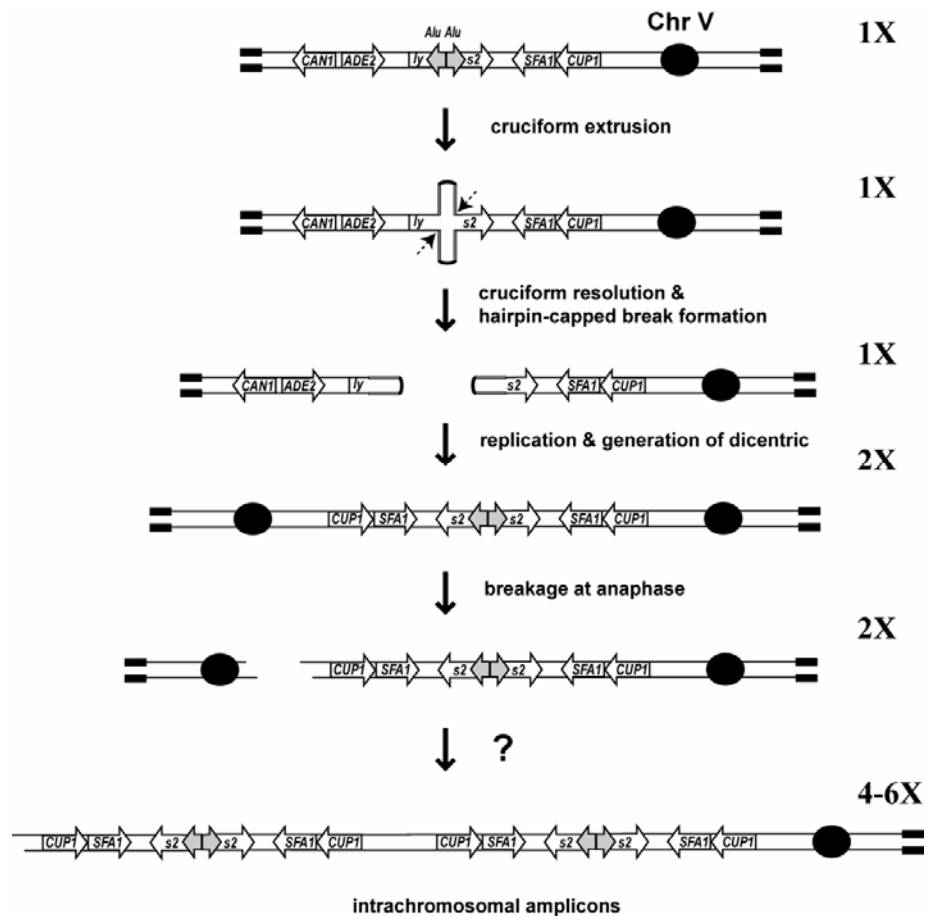 Chr V
1X
Alu Alu
CAN1 ADE2 ly s2 SFA1 CUP1
cruciform extrusion
1X
CAN1 ADE2 ly s2 SFA1 CUP1
cruciform resolution &
hairpin-capped break formation
1X
CAN1 ADE2 ly s2 SFA1 CUP1
replication & generation of dicentric
2X
CUP1 SFA1 s2 s2 SFA1 CUP1
breakage at anaphase
2X
CUP1 SFA1 s2 s2 SFA1 CUP1
?
4-6X
CUP1 SFA1 s2 s2 SFA1 CUP1 CUP1 SFA1 s2 s2 SFA1 CUP1
intrachromosomal amplicons